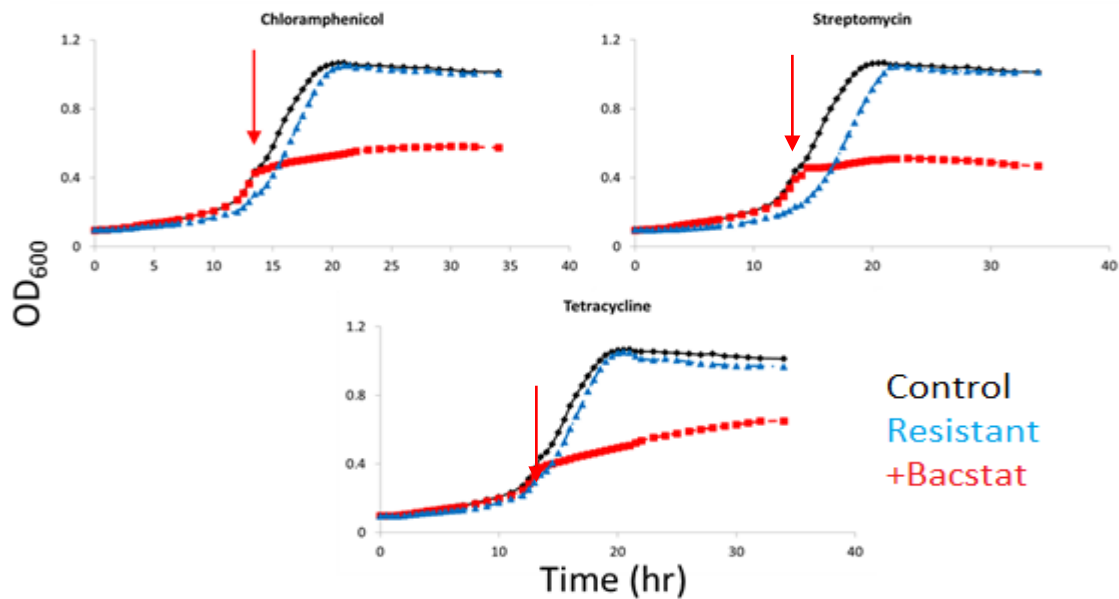 Chloramphenicol
1.2
0.8
0.4
0
0 5 10 15 20 25 30 35 40
Streptomycin
1.2
0.8
0.4
0
0 10 20 30 40
OD600
Tetracycline
1.2
0.8
0.4
0
0 10 20 30 40
Time (hr)
Control
Resistant
+Bacstat